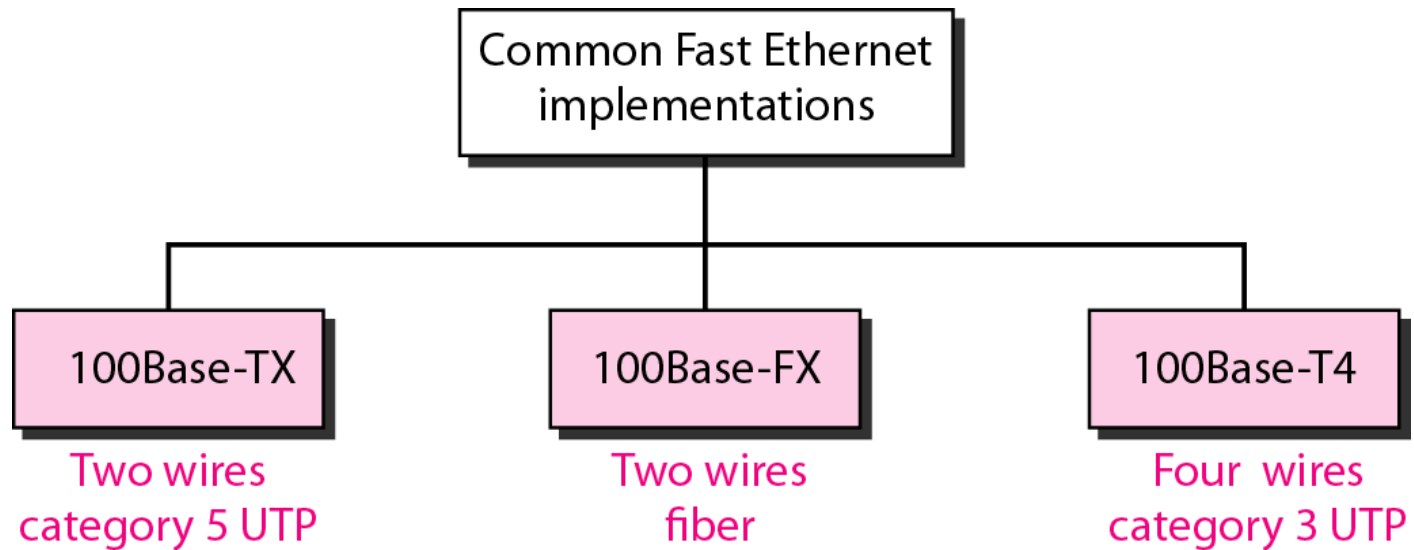 Common Fast Ethernet
implementations
100Base-TX
100Base-FX
100Base-T4
Two wires
category 5 UTP
Two wires
fiber
Four wires
category 3 UTP